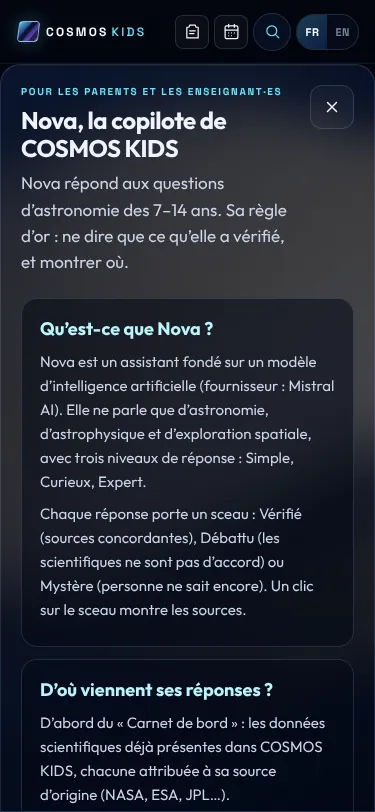 COSMOS KIDS
FR
EN
POUR LES PARENTS ET LES ENSEIGNANT·ES
Nova, la copilote de
COSMOS KIDS
Nova répond aux questions
d’astronomie des 7–14 ans. Sa règle
d’or : ne dire que ce qu’elle a vérifié,
et montrer où.
Qu’est-ce que Nova ?
Nova est un assistant fondé sur un modèle
d’intelligence artificielle (fournisseur : Mistral
AI). Elle ne parle que d’astronomie,
d’astrophysique et d’exploration spatiale,
avec trois niveaux de réponse : Simple,
Curieux, Expert.
Chaque réponse porte un sceau : Vérifié
(sources concordantes), Débattu (les
scientifiques ne sont pas d’accord) ou
Mystère (personne ne sait encore). Un clic
sur le sceau montre les sources.
D’où viennent ses réponses ?
D’abord du « Carnet de bord » : les données
scientifiques déjà présentes dans COSMOS
KIDS, chacune attribuée à sa source
d’origine (NASA, ESA, JPL…).